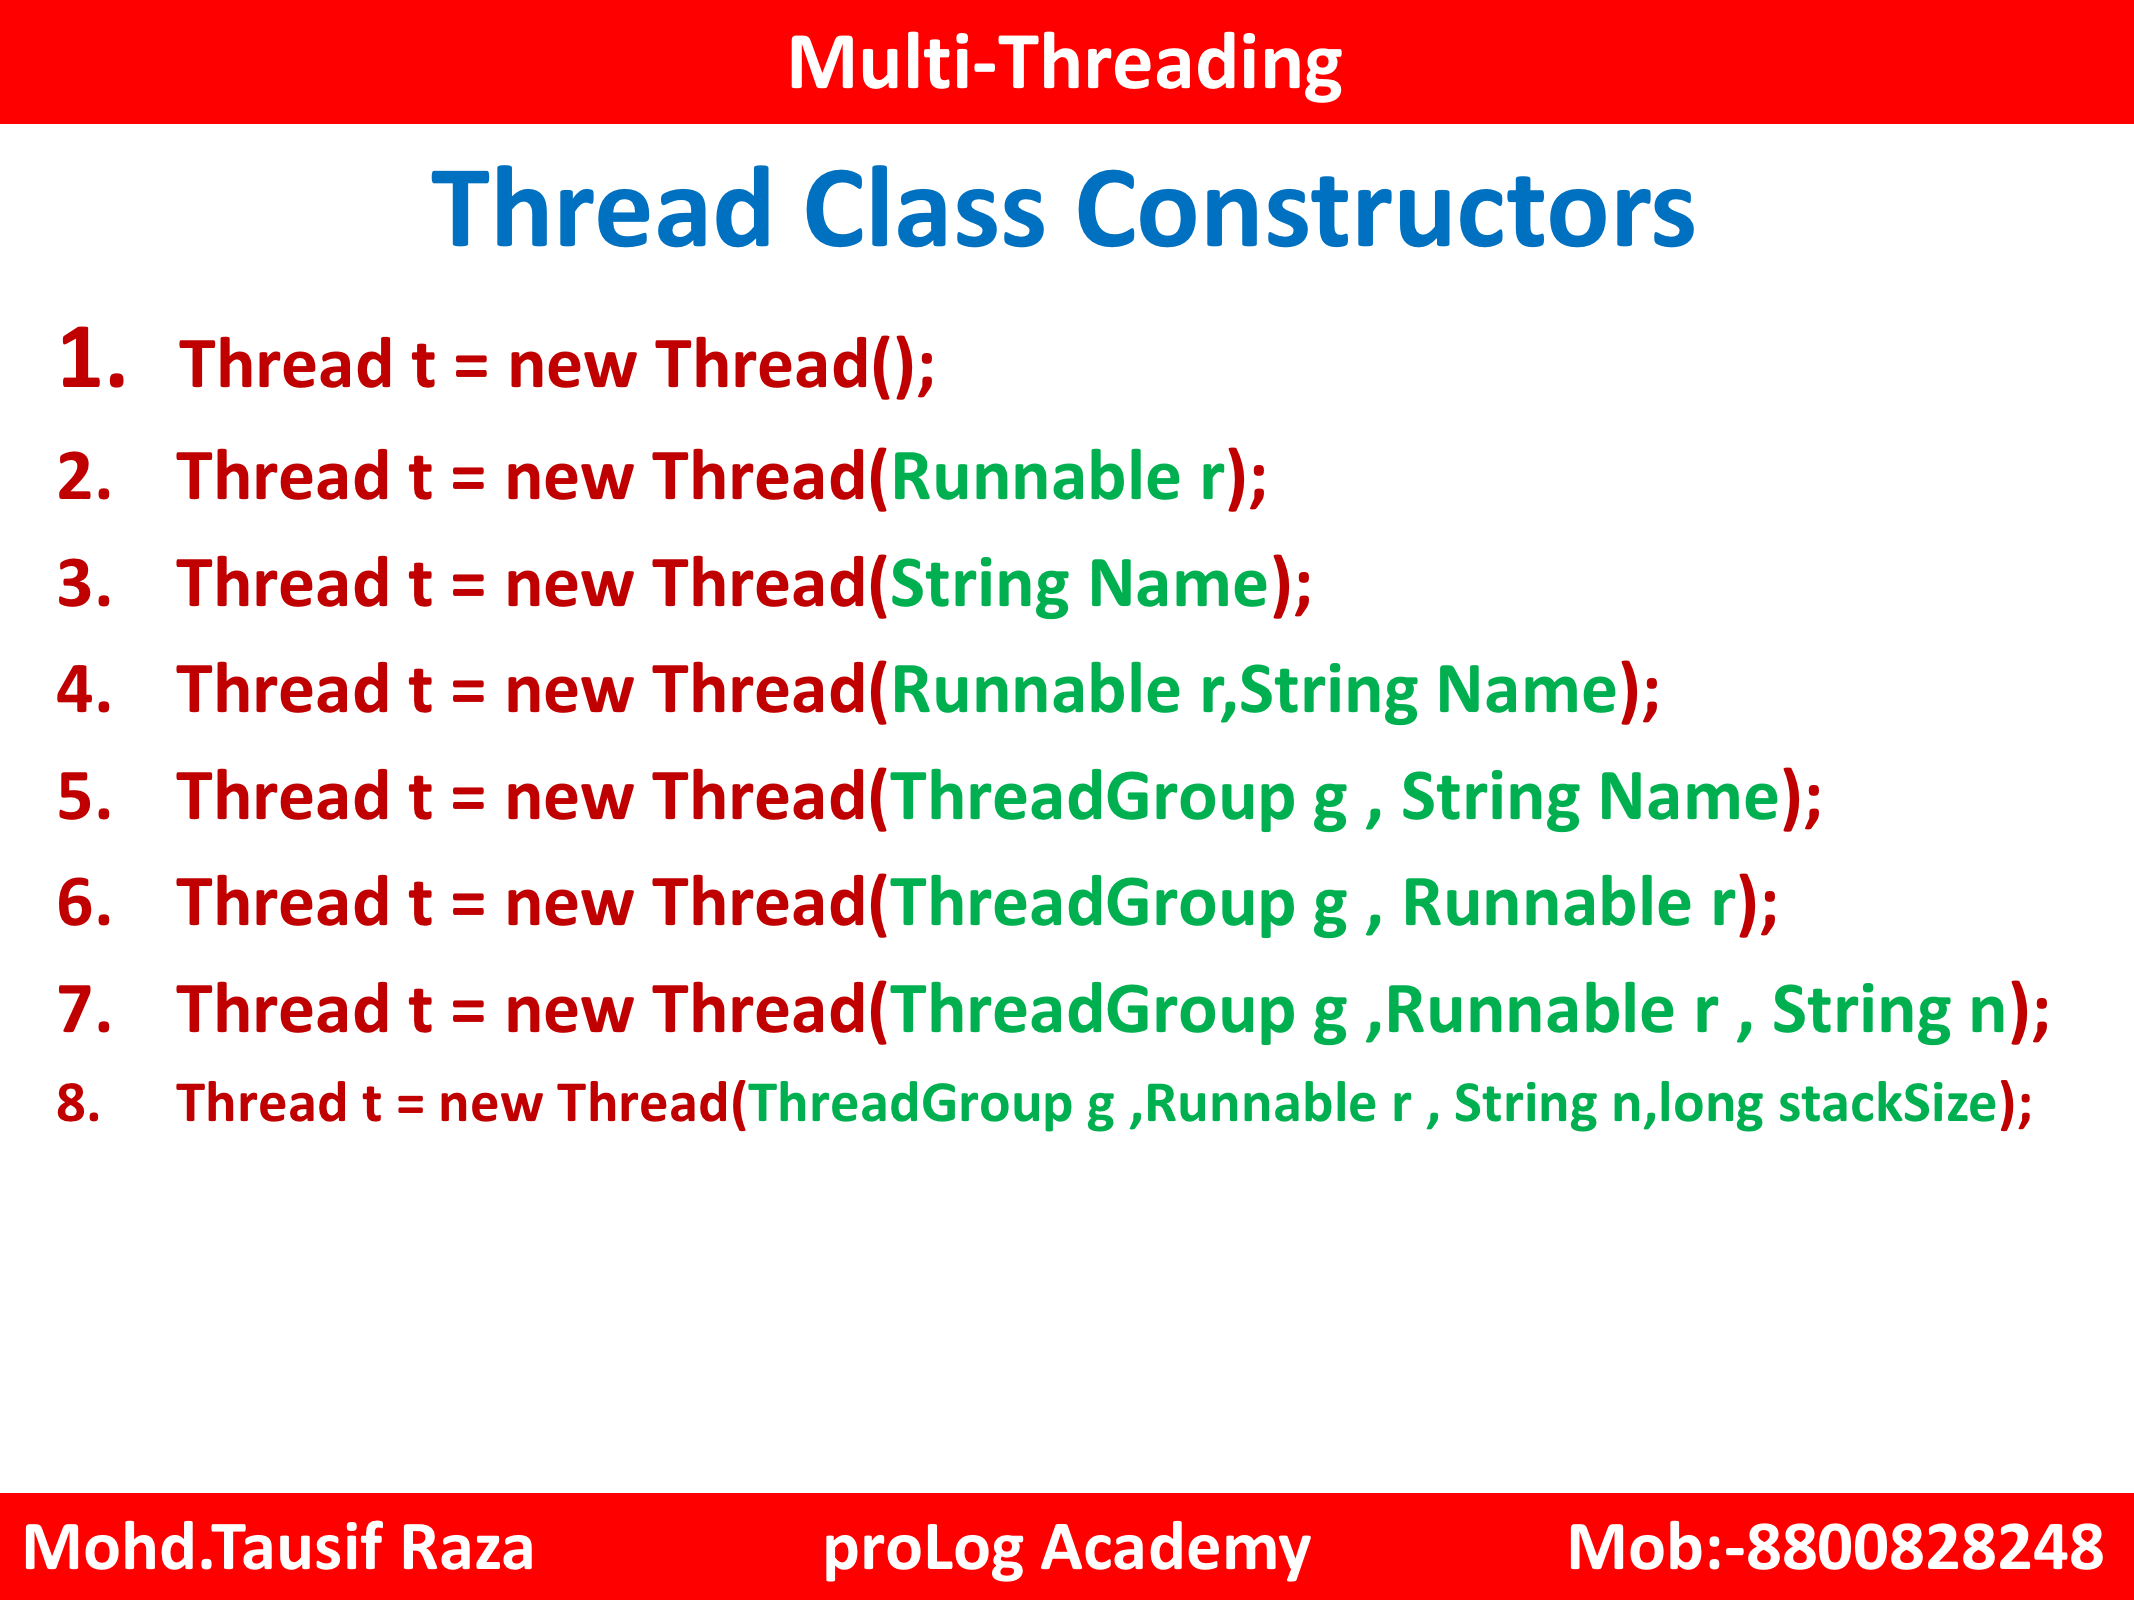 Multi-Threading
Thread Class Constructors
1. Thread t = new Thread();
2. Thread t = new Thread(Runnable r);
3. Thread t = new Thread(String Name);
4. Thread t = new Thread(Runnable r,String Name);
5. Thread t = new Thread(ThreadGroup g , String Name);
6. Thread t = new Thread(ThreadGroup g , Runnable r);
7. Thread t = new Thread(ThreadGroup g ,Runnable r , String n);
8. Thread t = new Thread(ThreadGroup g ,Runnable r , String n,long stackSize);
Mohd.Tausif Raza proLog Academy Mob:-8800828248